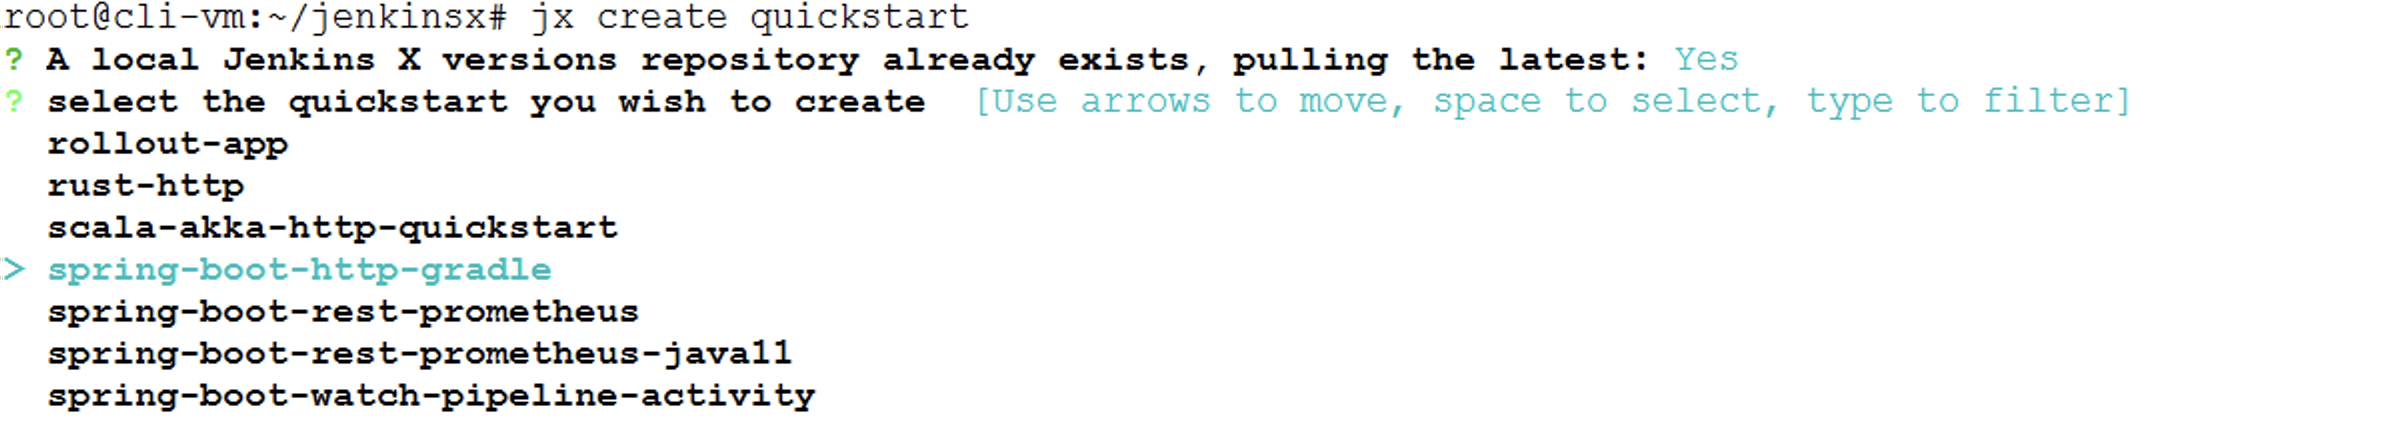 root@cli-vm:~/jenkinsx# jx create quickstart
? A local Jenkins X versions repository already exists, pulling the latest: Yes
? select the quickstart you wish to create  [Use arrows to move, space to select, type to filter]
  rollout-app
  rust-http
  scala-akka-http-quickstart
> spring-boot-http-gradle
  spring-boot-rest-prometheus
  spring-boot-rest-prometheus-java11
  spring-boot-watch-pipeline-activity